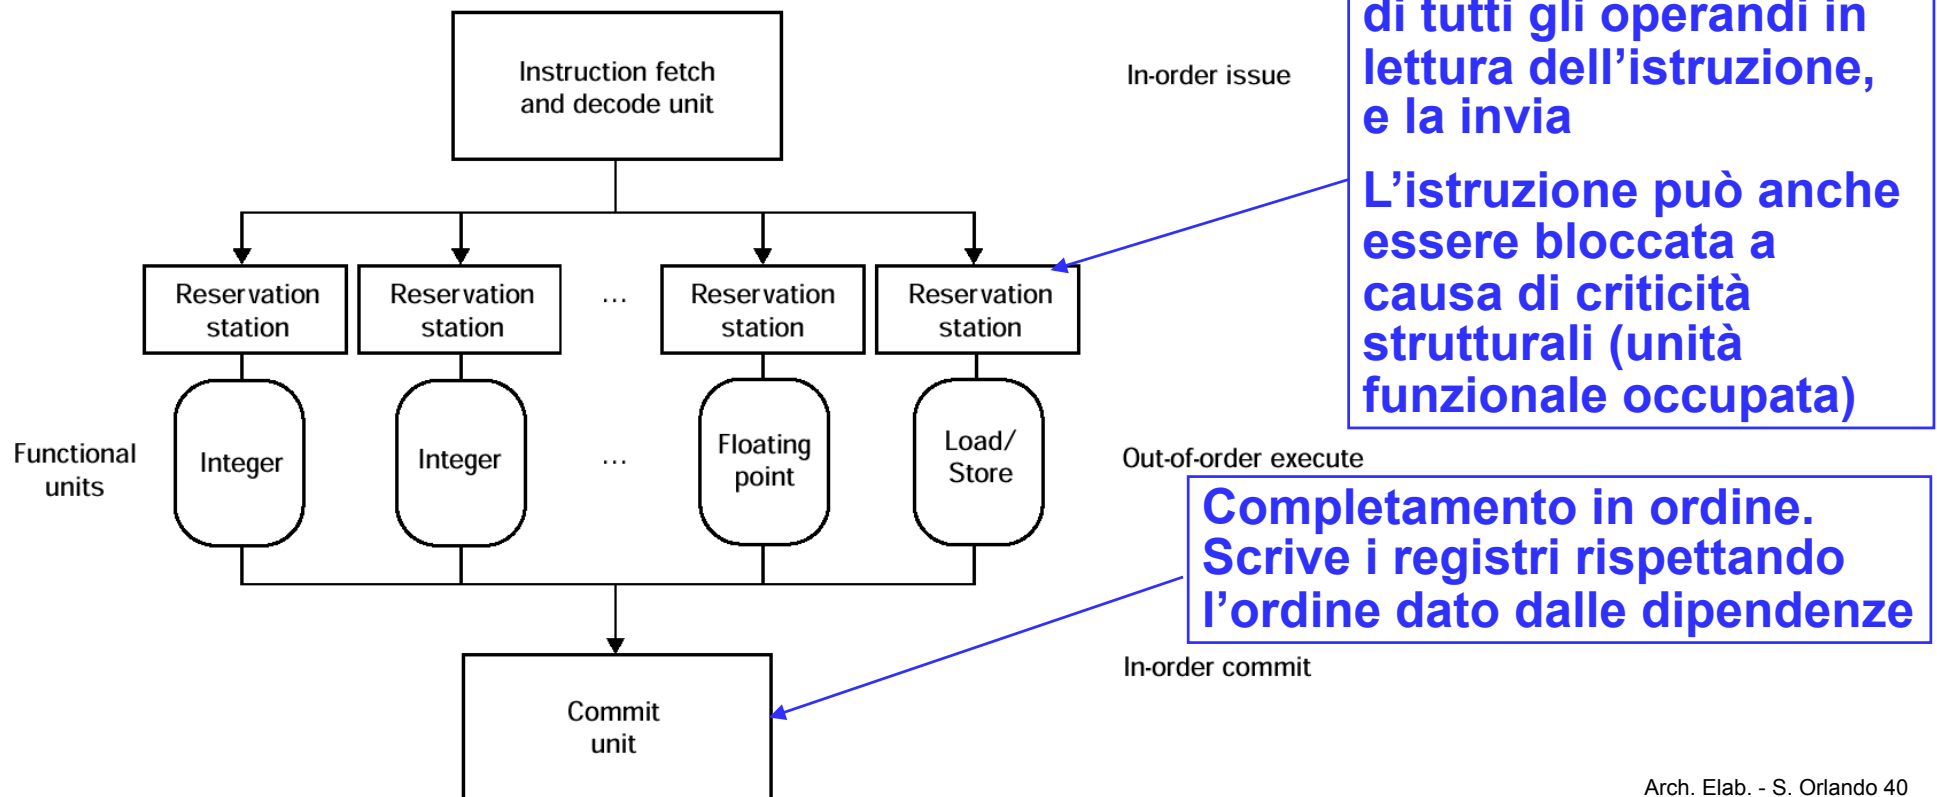 di tutti gli operandi in
lettura dell'istruzione,
e la invia
L'istruzione può anche
essere bloccata a
causa di criticità
strutturali (unità
funzionale occupata)
Instruction fetch
and decode unit
In-order issue
Reservation
station
Reservation
station
...
Reservation
station
Reservation
station
Functional
units
Integer
Integer
...
Floating
point
Load/
Store
Out-of-order execute
Completamento in ordine.
Scrive i registri rispettando
l'ordine dato dalle dipendenze
In-order commit
Commit
unit
Arch. Elab. - S. Orlando 40